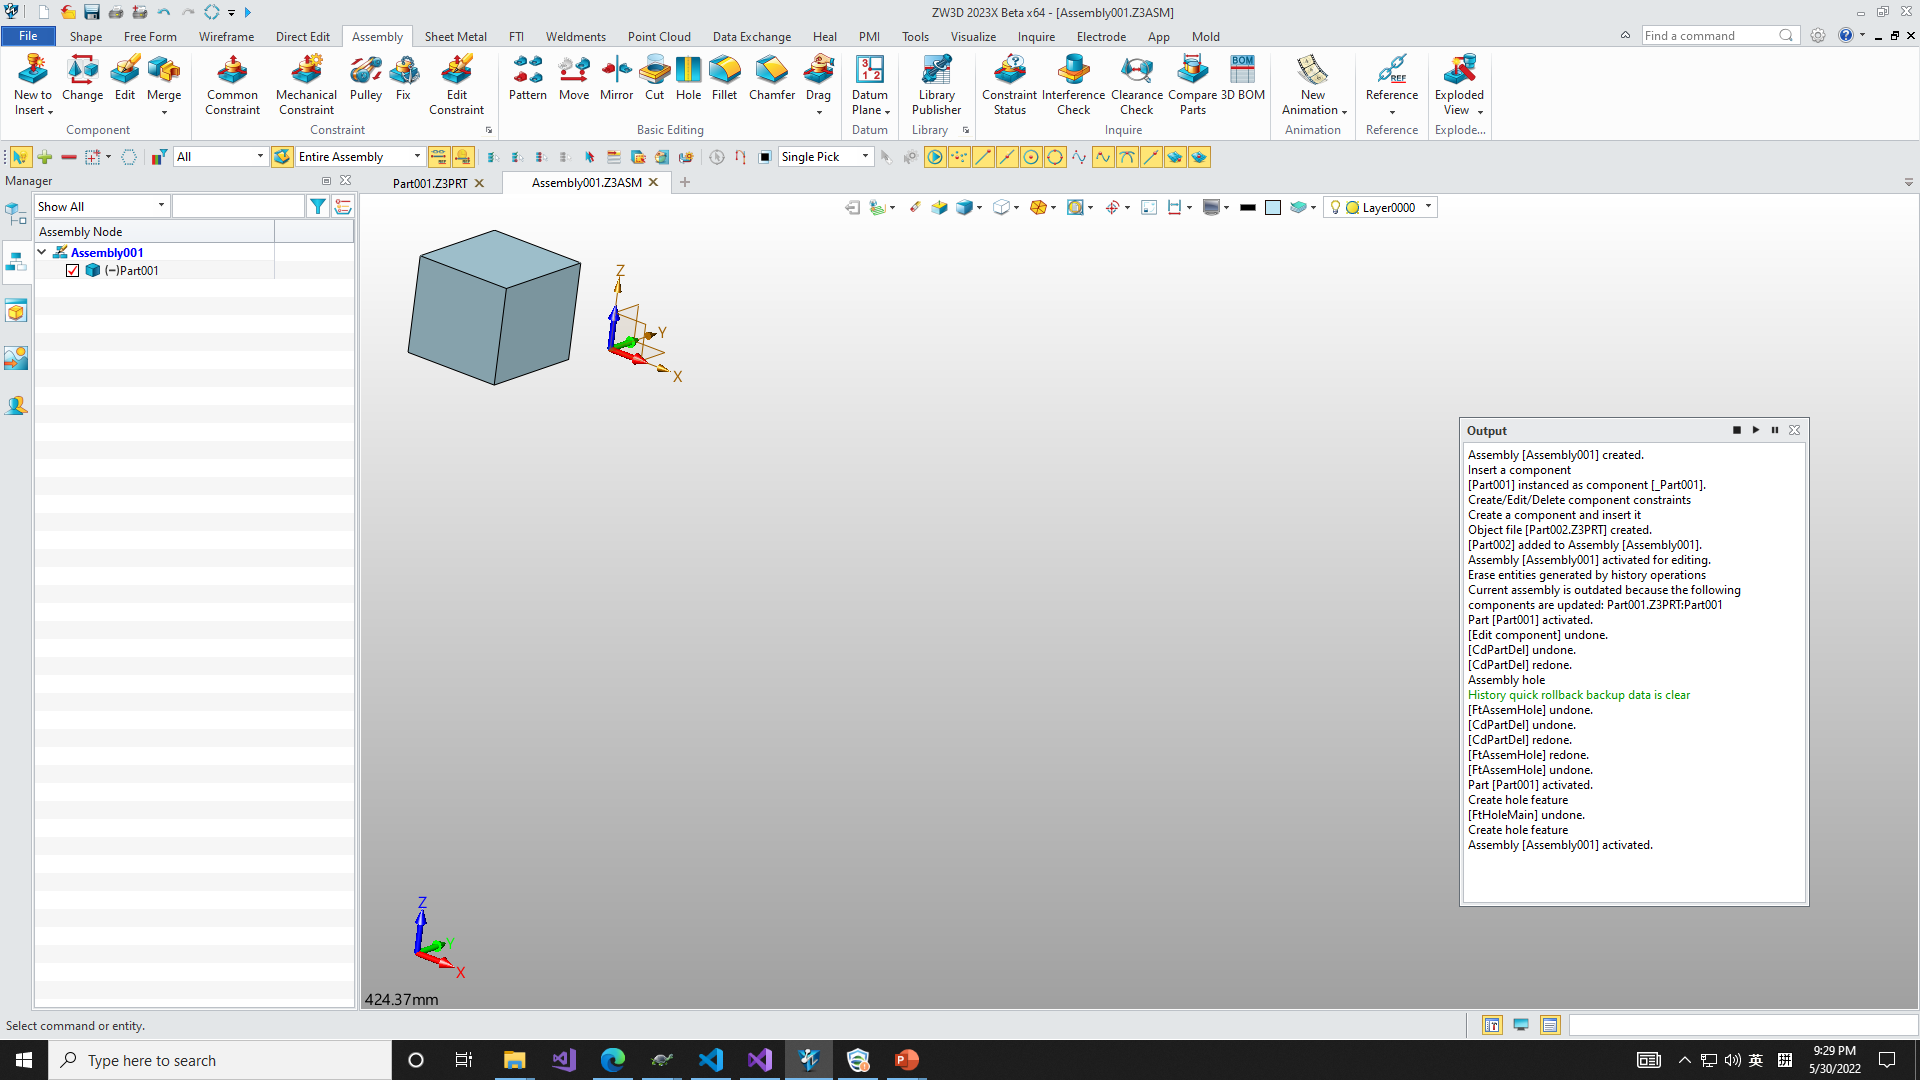 ZW3D 2023X Beta x64 - [Assembly001.Z3ASM]
File Shape Free Form Wireframe Direct Edit Assembly Sheet Metal FTI Weldments Point Cloud Data Exchange Heal PMI Tools Visualize Inquire Electrode App Mold Find a command
New to Insert Change Edit Merge
Component
Common Constraint Mechanical Constraint Pulley Fix Edit Constraint
Constraint
Pattern Move Mirror Cut Hole Fillet Chamfer Drag
Basic Editing
Datum Plane
Datum
Library Publisher
Library
Constraint Status Interference Check Clearance Check Compare Parts BOM 3D BOM
Inquire
New Animation
Animation
REF Reference
Reference
Exploded View
Explode...
All Entire Assembly Single Pick
Manager
Part001.Z3PRT Assembly001.Z3ASM
Show All
Layer0000
Assembly Node
Assembly001
(−)Part001
Z
Y
X
Output
Assembly [Assembly001] created.
Insert a component
[Part001] instanced as component [_Part001].
Create/Edit/Delete component constraints
Create a component and insert it
Object file [Part002.Z3PRT] created.
[Part002] added to Assembly [Assembly001].
Assembly [Assembly001] activated for editing.
Erase entities generated by history operations
Current assembly is outdated because the following
components are updated: Part001.Z3PRT:Part001
Part [Part001] activated.
[Edit component] undone.
[CdPartDel] undone.
[CdPartDel] redone.
Assembly hole
History quick rollback backup data is clear
[FtAssemHole] undone.
[CdPartDel] undone.
[CdPartDel] redone.
[FtAssemHole] redone.
[FtAssemHole] undone.
Part [Part001] activated.
Create hole feature
[FtHoleMain] undone.
Create hole feature
Assembly [Assembly001] activated.
Z
Y
X
424.37mm
Select command or entity.
Type here to search
英
拼
9:29 PM
5/30/2022